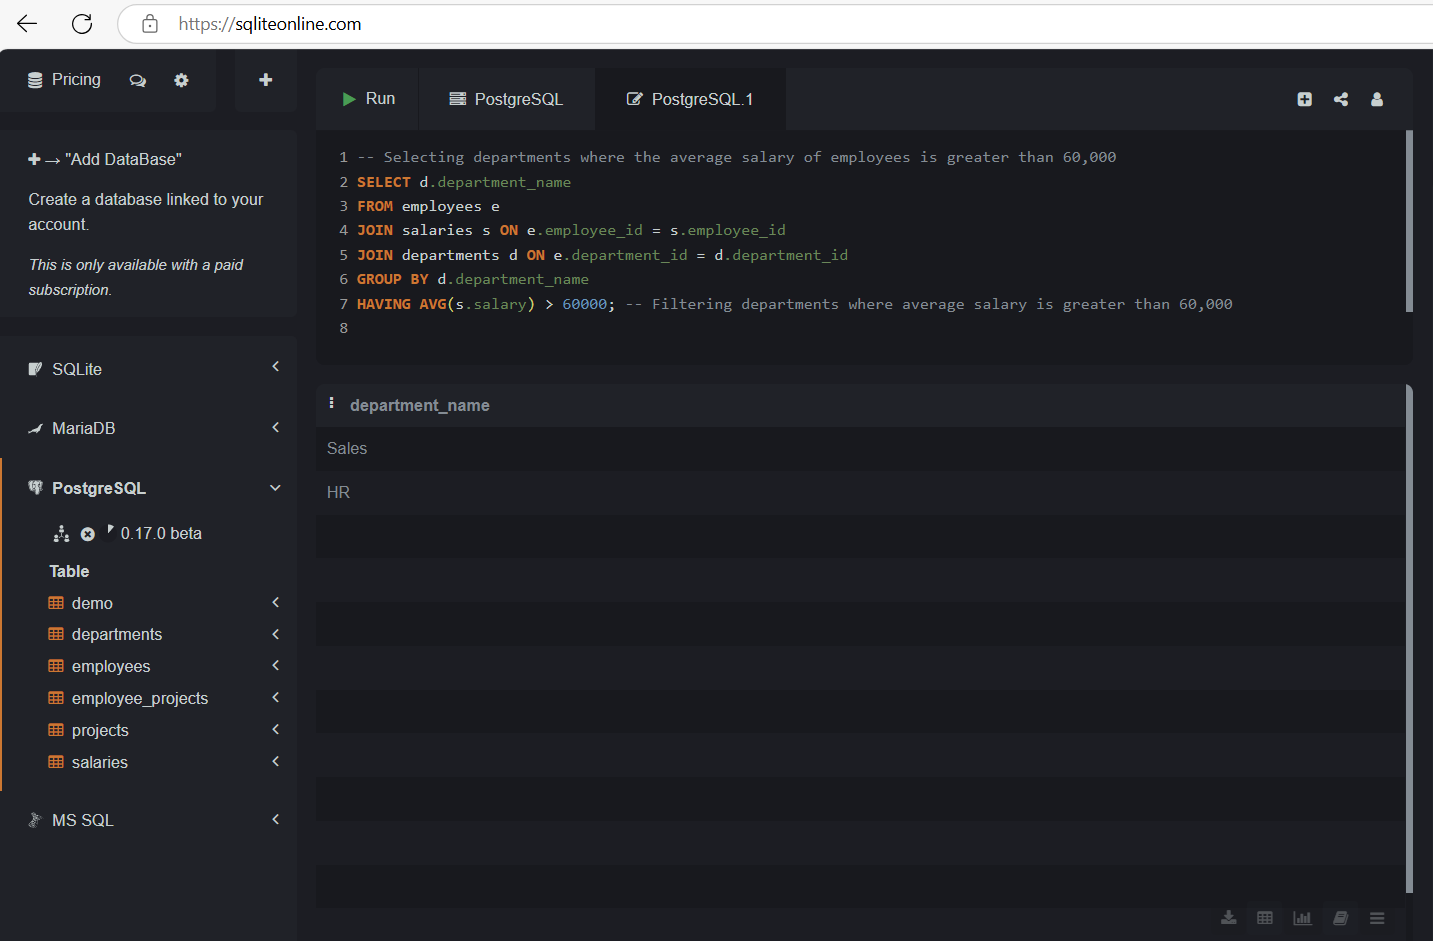 https://sqliteonline.com
Pricing
"Add DataBase"
Create a database linked to your
account.
This is only available with a paid
subscription.
SQLite
MariaDB
PostgreSQL
0.17.0 beta
Table
demo
departments
employees
employee_projects
projects
salaries
MS SQL
Run
PostgreSQL
PostgreSQL.1
1 -- Selecting departments where the average salary of employees is greater than 60,000
2 SELECT d.department_name
3 FROM employees e
4 JOIN salaries s ON e.employee_id = s.employee_id
5 JOIN departments d ON e.department_id = d.department_id
6 GROUP BY d.department_name
7 HAVING AVG(s.salary) > 60000; -- Filtering departments where average salary is greater than 60,000
8
department_name
Sales
HR